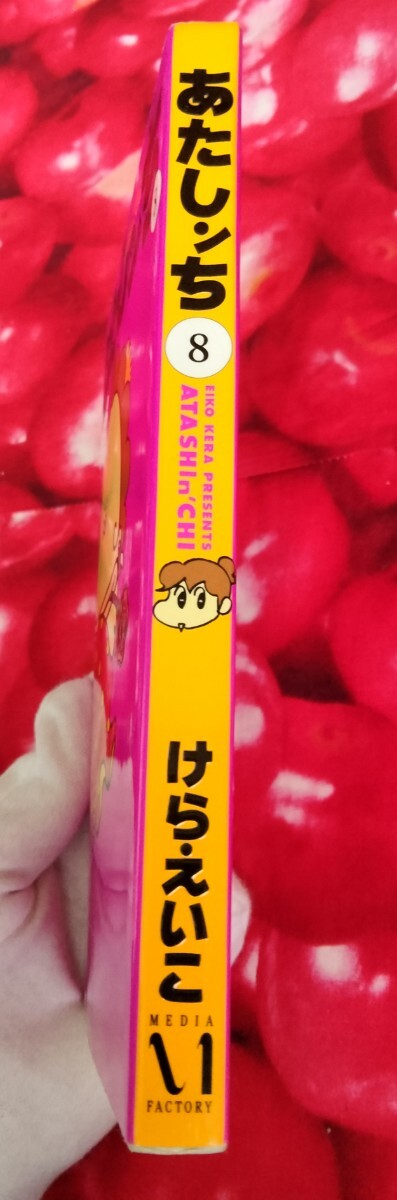 あたしンち
8
EIKO KERA PRESENTS
ATASHIn'CHI
けら・えいこ
MEDIA
FACTORY